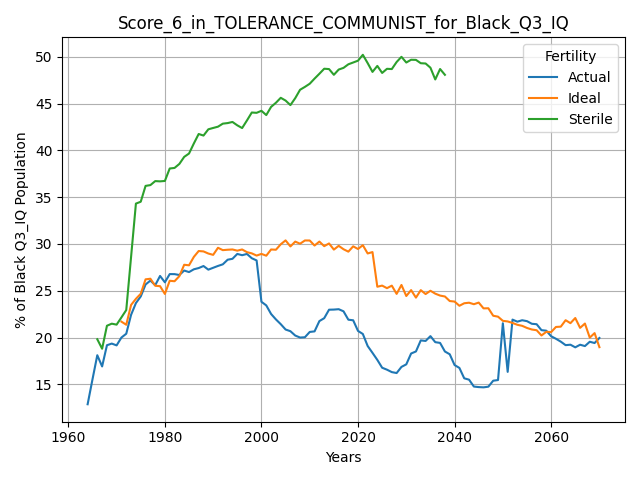 Score_6_in_TOLERANCE_COMMUNIST_for_Black_Q3_IQ
% of Black Q3_IQ Population
50
45
40
35
30
25
20
15
Fertility
Actual
Ideal
Sterile
1960
1980
2000
2020
2040
2060
Years